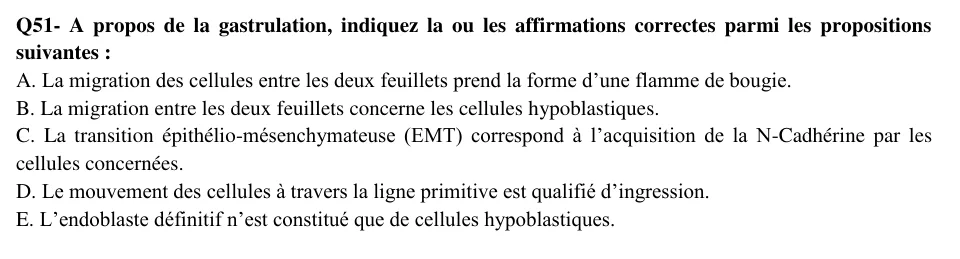 Q51- A propos de la gastrulation, indiquez la ou les affirmations correctes parmi les propositions
suivantes :
A. La migration des cellules entre les deux feuillets prend la forme d’une flamme de bougie.
B. La migration entre les deux feuillets concerne les cellules hypoblastiques.
C. La transition épithélio-mésenchymateuse (EMT) correspond à l’acquisition de la N-Cadhérine par les
cellules concernées.
D. Le mouvement des cellules à travers la ligne primitive est qualifié d’ingression.
E. L’endoblaste définitif n’est constitué que de cellules hypoblastiques.